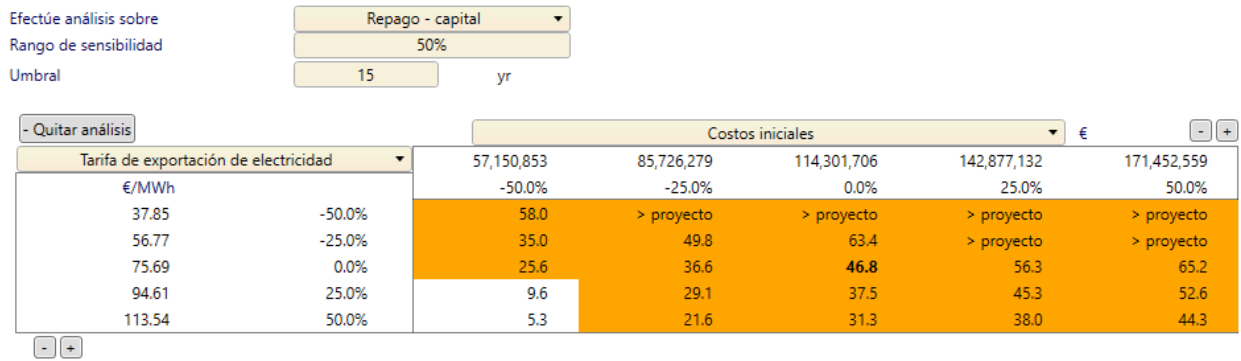 Efectúe análisis sobre Repago - capital
Rango de sensibilidad 50%
Umbral 15 yr
- Quitar análisis Costos iniciales € - +
Tarifa de exportación de electricidad 57,150,853 85,726,279 114,301,706 142,877,132 171,452,559
€/MWh -50.0% -25.0% 0.0% 25.0% 50.0%
37.85 -50.0% 58.0 > proyecto > proyecto > proyecto > proyecto
56.77 -25.0% 35.0 49.8 63.4 > proyecto > proyecto
75.69 0.0% 25.6 36.6 46.8 56.3 65.2
94.61 25.0% 9.6 29.1 37.5 45.3 52.6
113.54 50.0% 5.3 21.6 31.3 38.0 44.3
- +